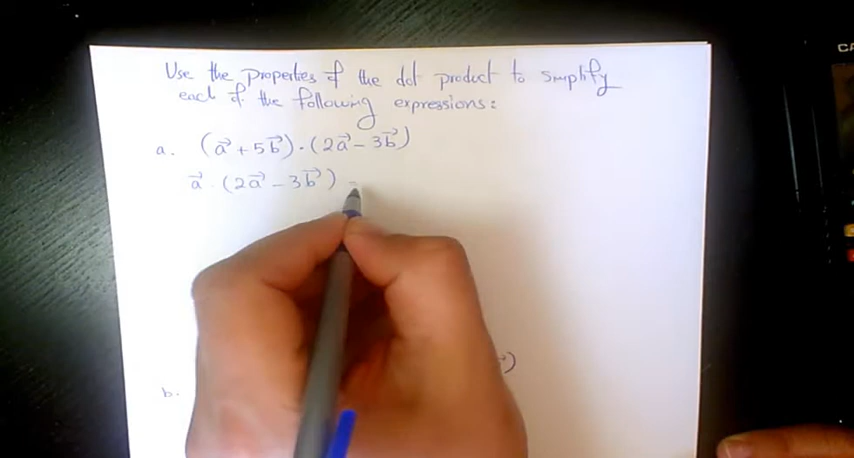 Use the properties of the dot product to simplify
each of the following expressions:
a. (a⃗ + 5b⃗) · (2a⃗ - 3b⃗)
a⃗ · (2a⃗ - 3b⃗)
b.
)
CA